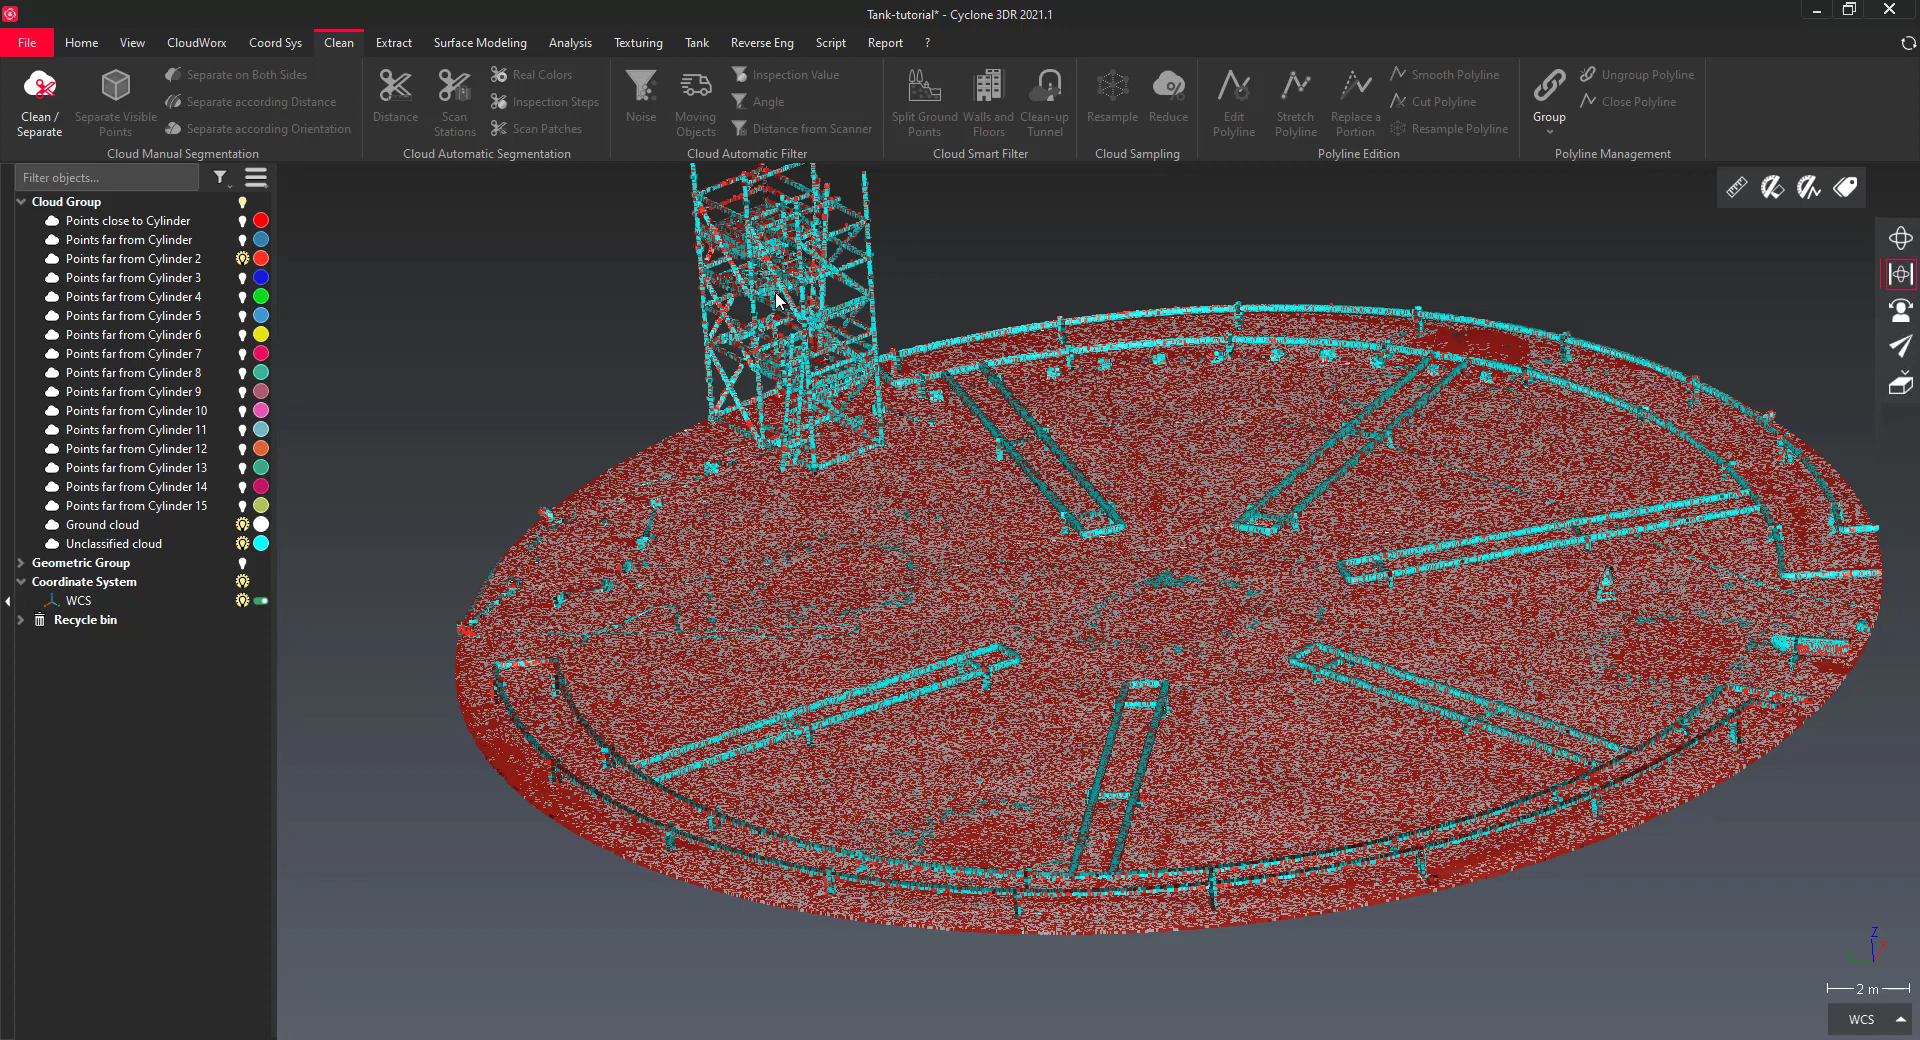 Tank-tutorial* - Cyclone 3DR 2021.1
File Home View CloudWorx Coord Sys Clean Extract Surface Modeling Analysis Texturing Tank Reverse Eng Script Report ?
Clean / Separate
Separate Visible Points
Separate on Both Sides
Separate according Distance
Separate according Orientation
Cloud Manual Segmentation
Distance
Scan Stations
Real Colors
Inspection Steps
Scan Patches
Cloud Automatic Segmentation
Noise
Moving Objects
Inspection Value
Angle
Distance from Scanner
Cloud Automatic Filter
Split Ground Points
Walls and Floors
Clean-up Tunnel
Cloud Smart Filter
Resample
Reduce
Cloud Sampling
Edit Polyline
Stretch Polyline
Replace a Portion
Smooth Polyline
Cut Polyline
Resample Polyline
Polyline Edition
Group
Ungroup Polyline
Close Polyline
Polyline Management
Filter objects...
Cloud Group
Points close to Cylinder
Points far from Cylinder
Points far from Cylinder 2
Points far from Cylinder 3
Points far from Cylinder 4
Points far from Cylinder 5
Points far from Cylinder 6
Points far from Cylinder 7
Points far from Cylinder 8
Points far from Cylinder 9
Points far from Cylinder 10
Points far from Cylinder 11
Points far from Cylinder 12
Points far from Cylinder 13
Points far from Cylinder 14
Points far from Cylinder 15
Ground cloud
Unclassified cloud
Geometric Group
Coordinate System
WCS
Recycle bin
Z
X
2 m
WCS